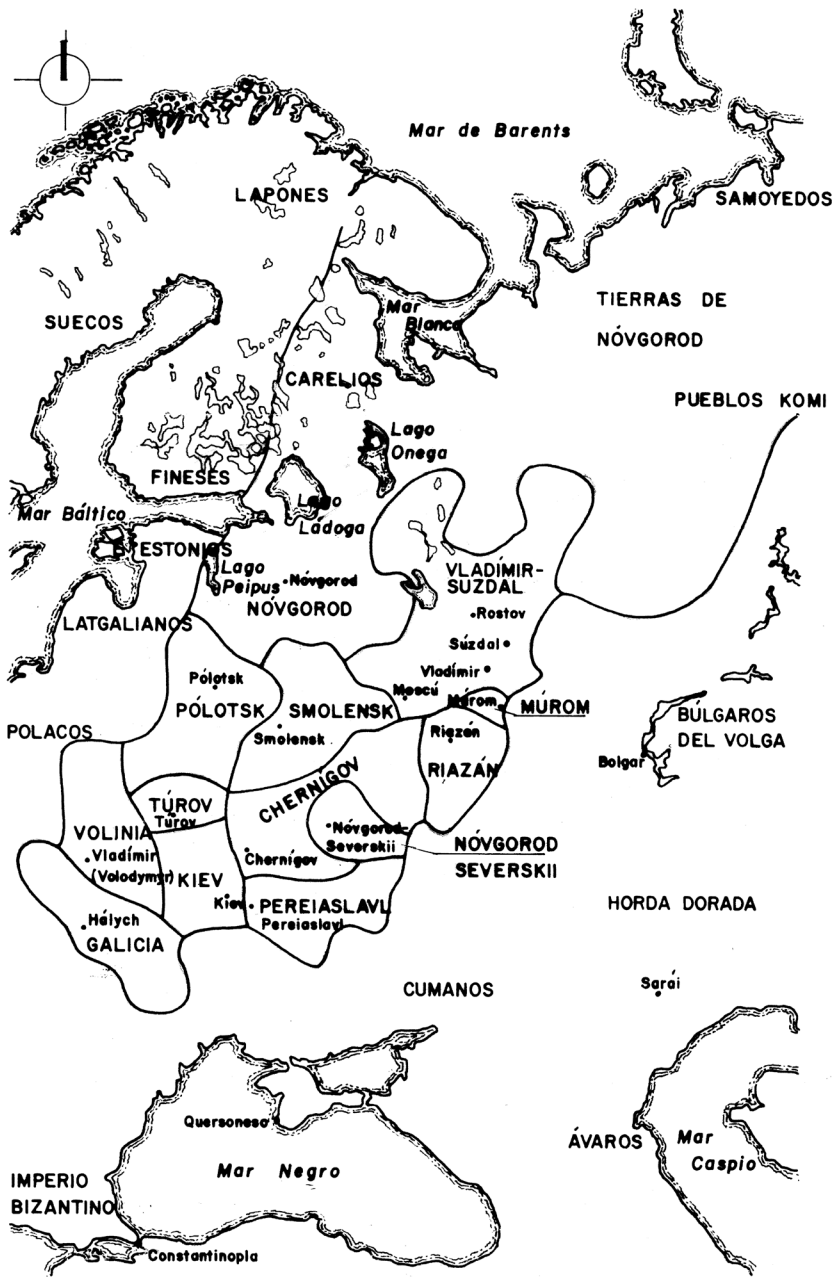 Mar de Barents
LAPONES
SAMOYEDOS
TIERRAS DE
NÓVGOROD
SUECOS
Mar
Blanco
CARELIOS
PUEBLOS KOMI
Lago
Onega
FINESES
Lago
Ládoga
Mar Báltico
ESTONIOS
Lago
Peipus
Nóvgorod
NÓVGOROD
VLADÍMIR-
SUZDAL
Rostov
LATGALIANOS
Súzdal
Vladímir
Pólotsk
PÓLOTSK
SMOLENSK
Moscú
Múrom
MÚROM
Smolensk
POLACOS
Riazán
RIAZÁN
BÚLGAROS
DEL VOLGA
Bolgar
CHERNÍGOV
TÚROV
Túrov
VOLINIA
Vladímir
(Volodymyr)
Nóvgorod-
Severskii
NÓVGOROD
SEVERSKII
Chernígov
KIEV
Kiev
PEREIASLAVL
Pereiaslavl
Hálych
GALICIA
HORDA DORADA
CUMANOS
Sarái
Quersoneso
Mar Negro
ÁVAROS
Mar
Caspio
IMPERIO
BIZANTINO
Constantinopla